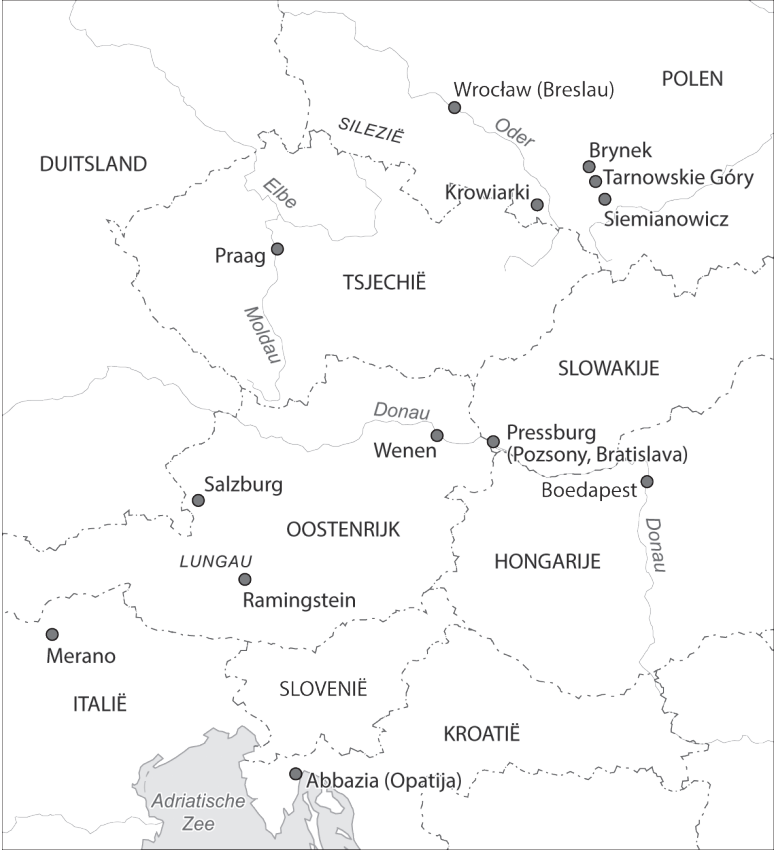 POLEN
Wrocław (Breslau)
SILEZIË
Oder
DUITSLAND
Brynek
Tarnowskie Góry
Elbe
Krowiarki
Siemianowicz
Praag
TSJECHIË
Moldau
SLOWAKIJE
Donau
Wenen
Pressburg
(Pozsony, Bratislava)
Salzburg
Boedapest
OOSTENRIJK
Donau
LUNGAU
HONGARIJE
Ramingstein
Merano
SLOVENIË
ITALIË
KROATIË
Abbazia (Opatija)
Adriatische
Zee